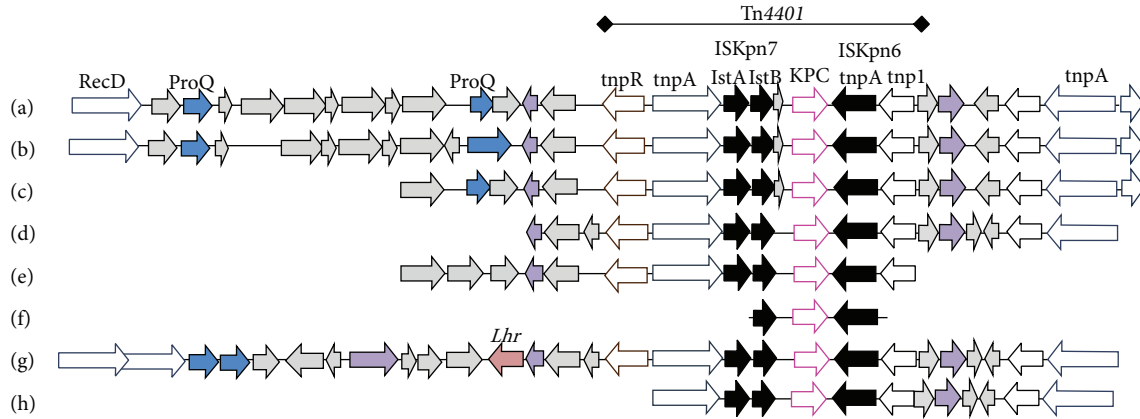 Tn4401
ISKpn7 ISKpn6
RecD ProQ ProQ tnpR tnpA IstA IstB KPC tnpA tnp1 tnpA
(a)
(b)
(c)
(d)
(e)
(f)
Lhr
(g)
(h)